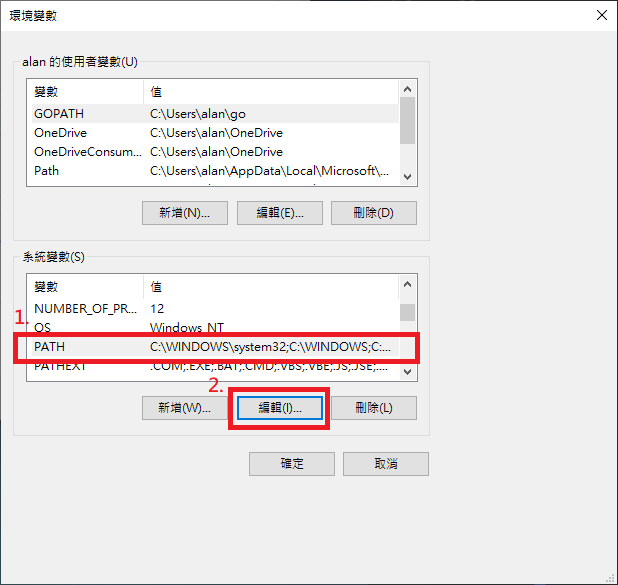 環境變數
alan 的使用者變數(U)
變數 值
GOPATH C:\Users\alan\go
OneDrive C:\Users\alan\OneDrive
OneDriveConsum... C:\Users\alan\OneDrive
Path C:\Users\alan\AppData\Local\Microsoft\...
新增(N)... 編輯(E)... 刪除(D)
系統變數(S)
變數 值
NUMBER_OF_PR... 12
1.
OS Windows_NT
PATH C:\WINDOWS\system32;C:\WINDOWS;C:...
PATHEXT .COM;.EXE;.BAT;.CMD;.VBS;.VBE;.JS;.JSE;....
2.
新增(W)... 編輯(I)... 刪除(L)
確定 取消